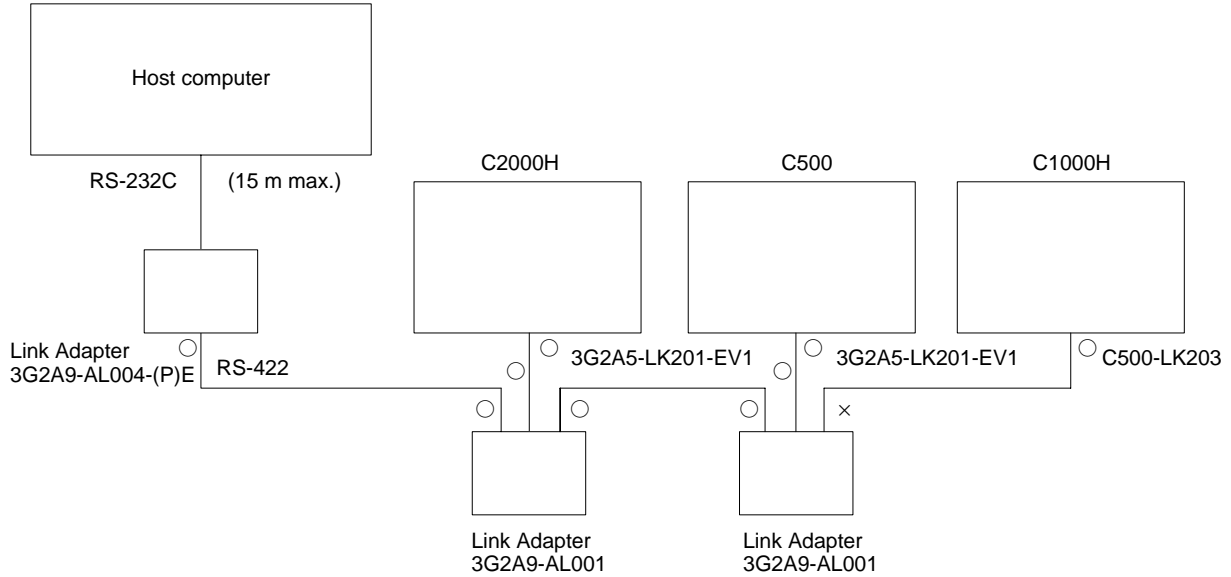 Host computer
RS-232C
(15 m max.)
C2000H
C500
C1000H
Link Adapter
3G2A9-AL004-(P)E
RS-422
3G2A5-LK201-EV1
3G2A5-LK201-EV1
C500-LK203
Link Adapter
3G2A9-AL001
Link Adapter
3G2A9-AL001